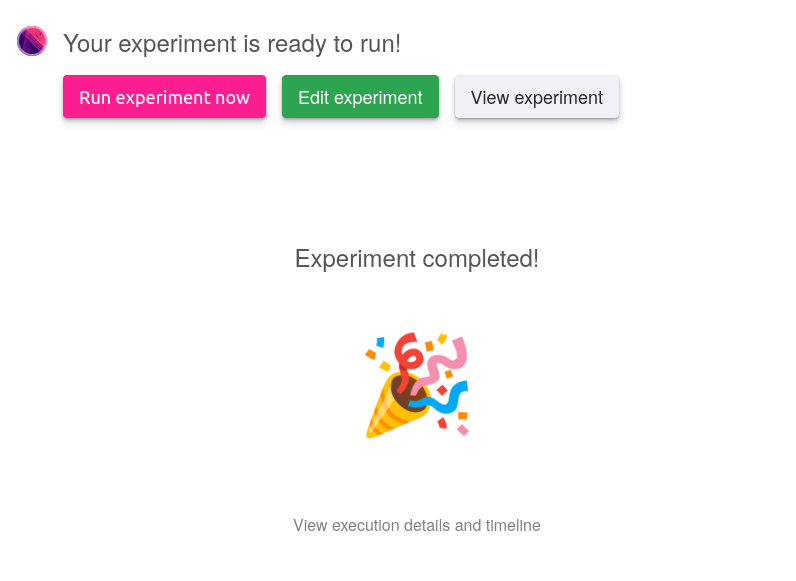 Your experiment is ready to run!
Run experiment now
Edit experiment
View experiment
Experiment completed!
View execution details and timeline